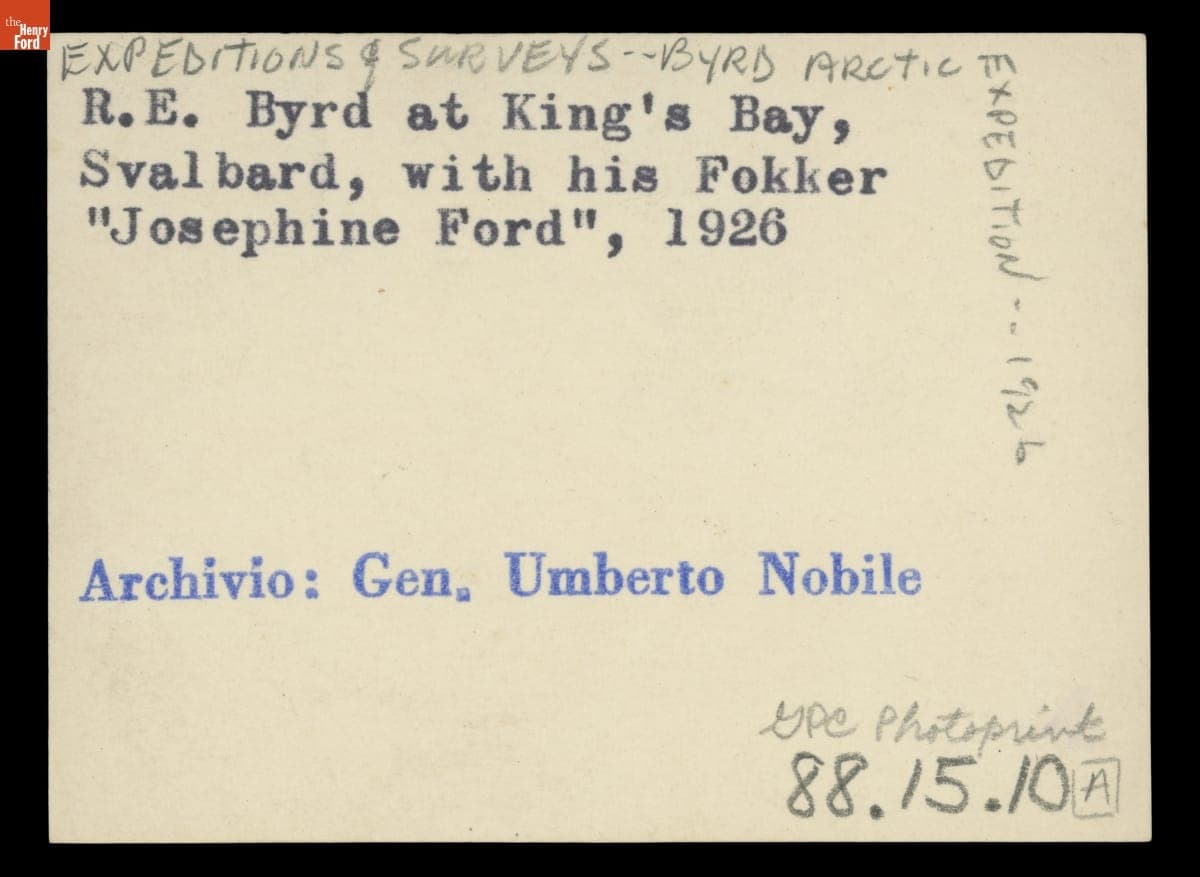 the
Henry
Ford
EXPEDITIONS & SURVEYS--BYRD ARCTIC
EXPEDITION--1926
R.E. Byrd at King's Bay,
Svalbard, with his Fokker
"Josephine Ford", 1926
Archivio: Gen. Umberto Nobile
GPC Photoprint
88.15.10 A